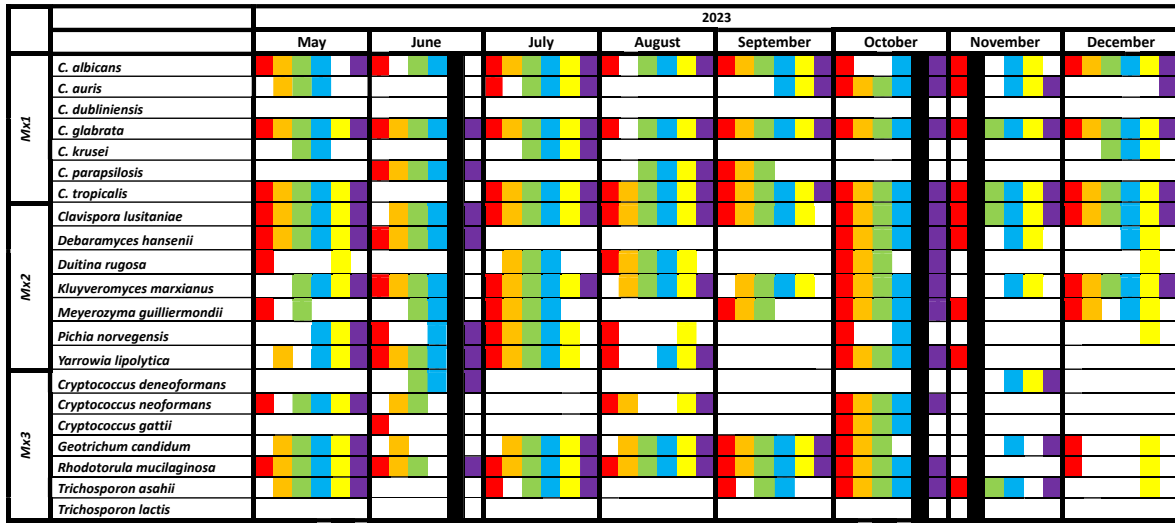 2023
May June July August September October November December
Mx1
C. albicans
C. auris
C. dubliniensis
C. glabrata
C. krusei
C. parapsilosis
C. tropicalis
Mx2
Clavispora lusitaniae
Debaramyces hansenii
Duitina rugosa
Kluyveromyces marxianus
Meyerozyma guilliermondii
Pichia norvegensis
Yarrowia lipolytica
Mx3
Cryptococcus deneoformans
Cryptococcus neoformans
Cryptococcus gattii
Geotrichum candidum
Rhodotorula mucilaginosa
Trichosporon asahii
Trichosporon lactis